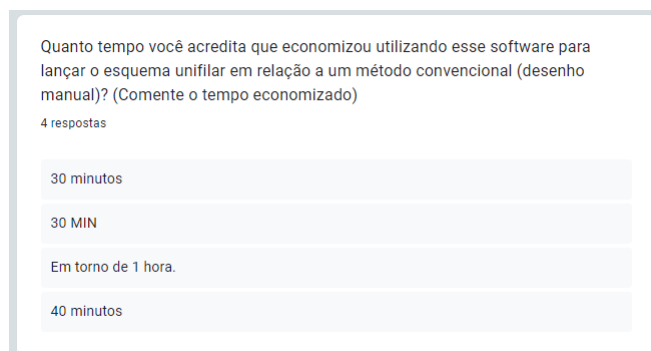 Quanto tempo você acredita que economizou utilizando esse software para
lançar o esquema unifilar em relação a um método convencional (desenho
manual)? (Comente o tempo economizado)
4 respostas
30 minutos
30 MIN
Em torno de 1 hora.
40 minutos